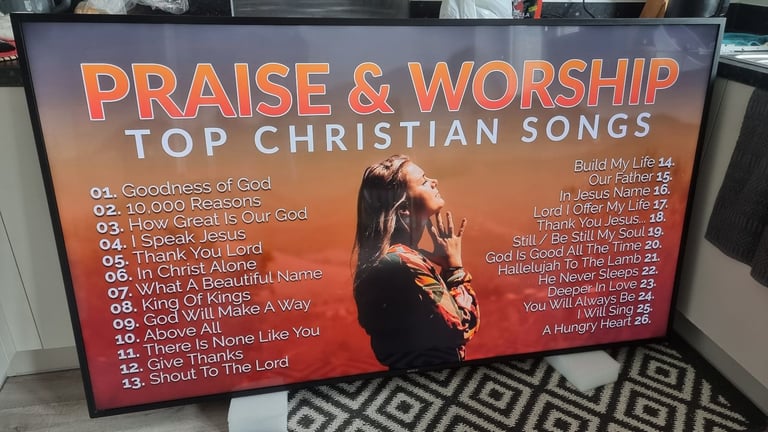 PRAISE & WORSHIP
TOP CHRISTIAN SONGS
01. Goodness of God
02. 10,000 Reasons
03. How Great Is Our God
04. I Speak Jesus
05. Thank You Lord
06. In Christ Alone
07. What A Beautiful Name
08. King Of Kings
09. God Will Make A Way
10. Above All
11. There Is None Like You
12. Give Thanks
13. Shout To The Lord
Build My Life 14.
Our Father 15.
In Jesus Name 16.
Lord I Offer My Life 17.
Thank You Jesus... 18.
Still / Be Still My Soul 19.
God Is Good All The Time 20.
Hallelujah To The Lamb 21.
He Never Sleeps 22.
Deeper In Love 23.
You Will Always Be 24.
I Will Sing 25.
A Hungry Heart 26.